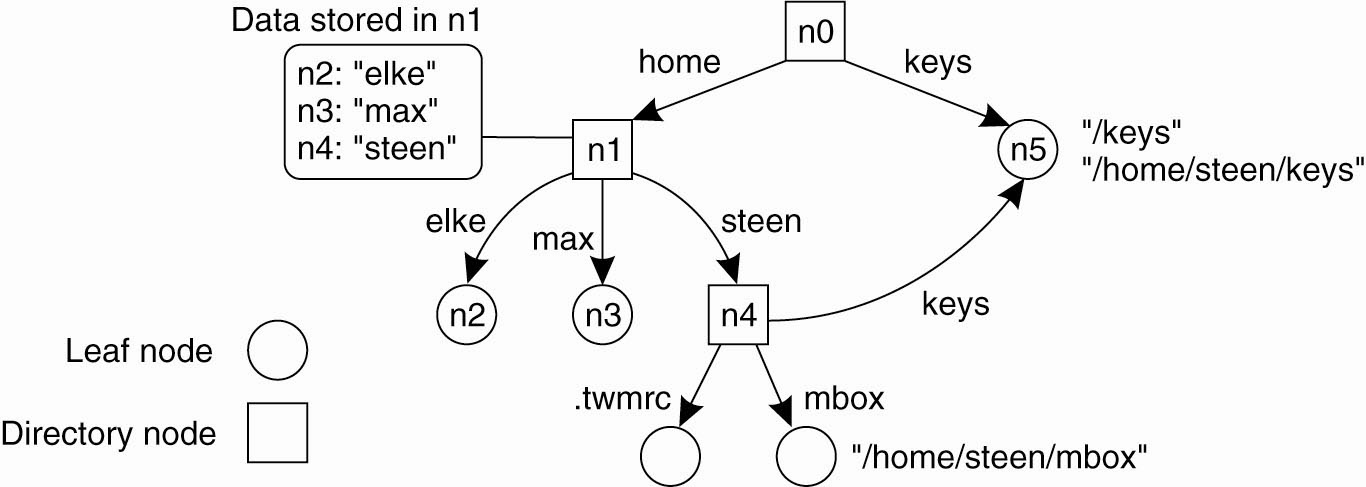 Data stored in n1
n0
n2: "elke"
n3: "max"
n4: "steen"
home
keys
n1
n5
"/keys"
"/home/steen/keys"
elke
max
steen
keys
n2
n3
n4
Leaf node
.twmrc
mbox
Directory node
"/home/steen/mbox"